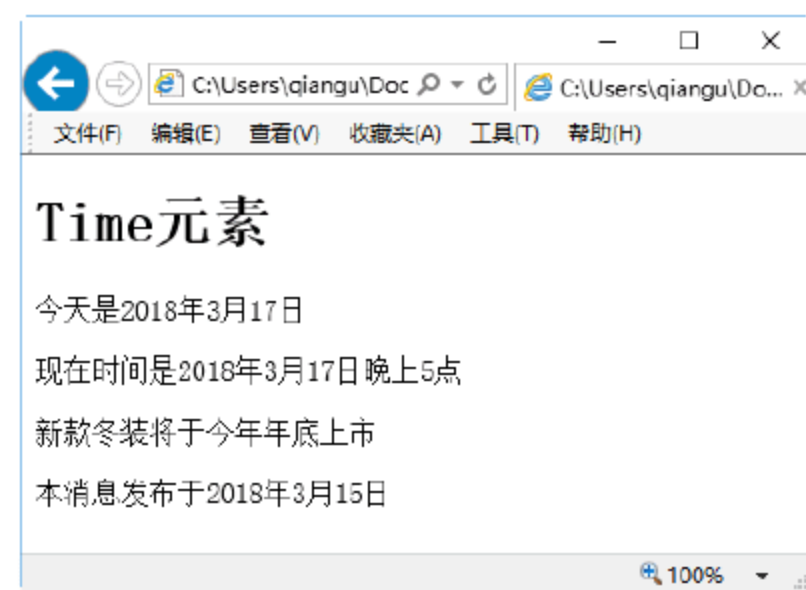 C:\Users\qiangu\Doc
C:\Users\qiangu\Do...
文件(F) 编辑(E) 查看(V) 收藏夹(A) 工具(T) 帮助(H)
Time元素
今天是2018年3月17日
现在时间是2018年3月17日晚上5点
新款冬装将于今年年底上市
本消息发布于2018年3月15日
100%